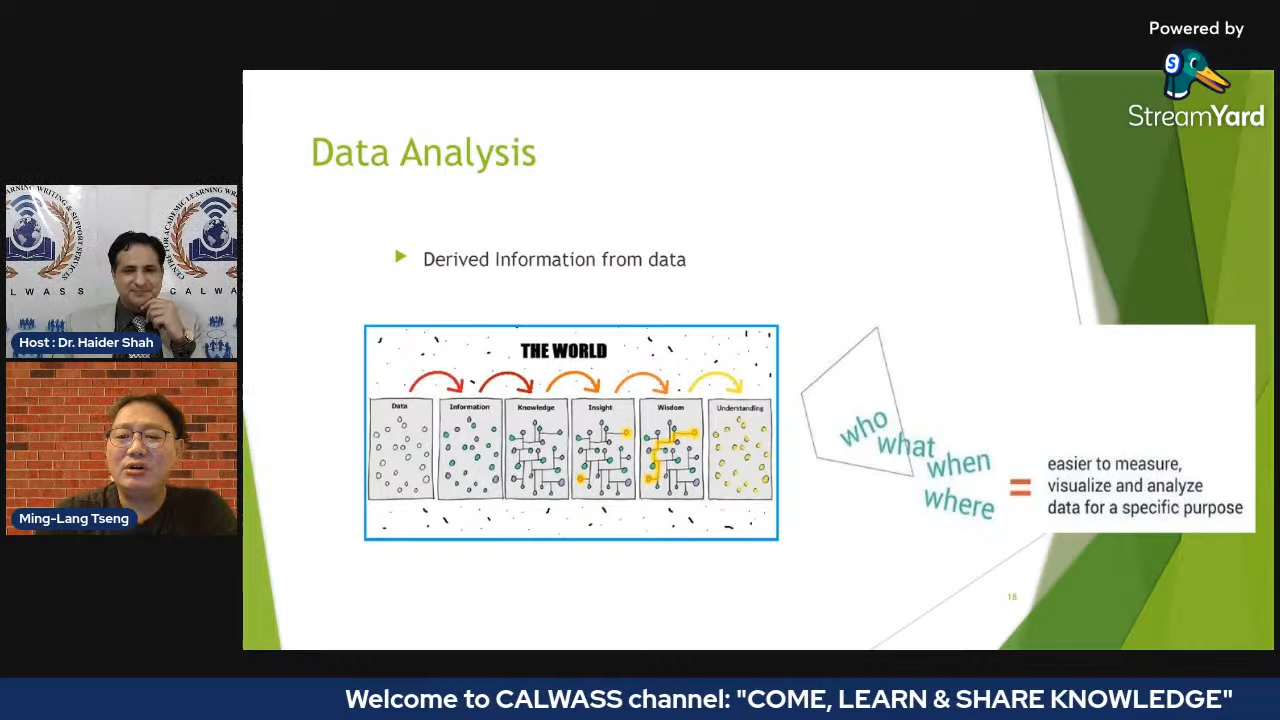 Powered by
StreamYard
Data Analysis
Derived Information from data
THE WORLD
Data
Information
Knowledge
Insight
Wisdom
Understanding
who
what
when
where
=
easier to measure,
visualize and analyze
data for a specific purpose
18
CALWASS
Host : Dr. Haider Shah
Ming-Lang Tseng
Welcome to CALWASS channel: "COME, LEARN & SHARE KNOWLEDGE"